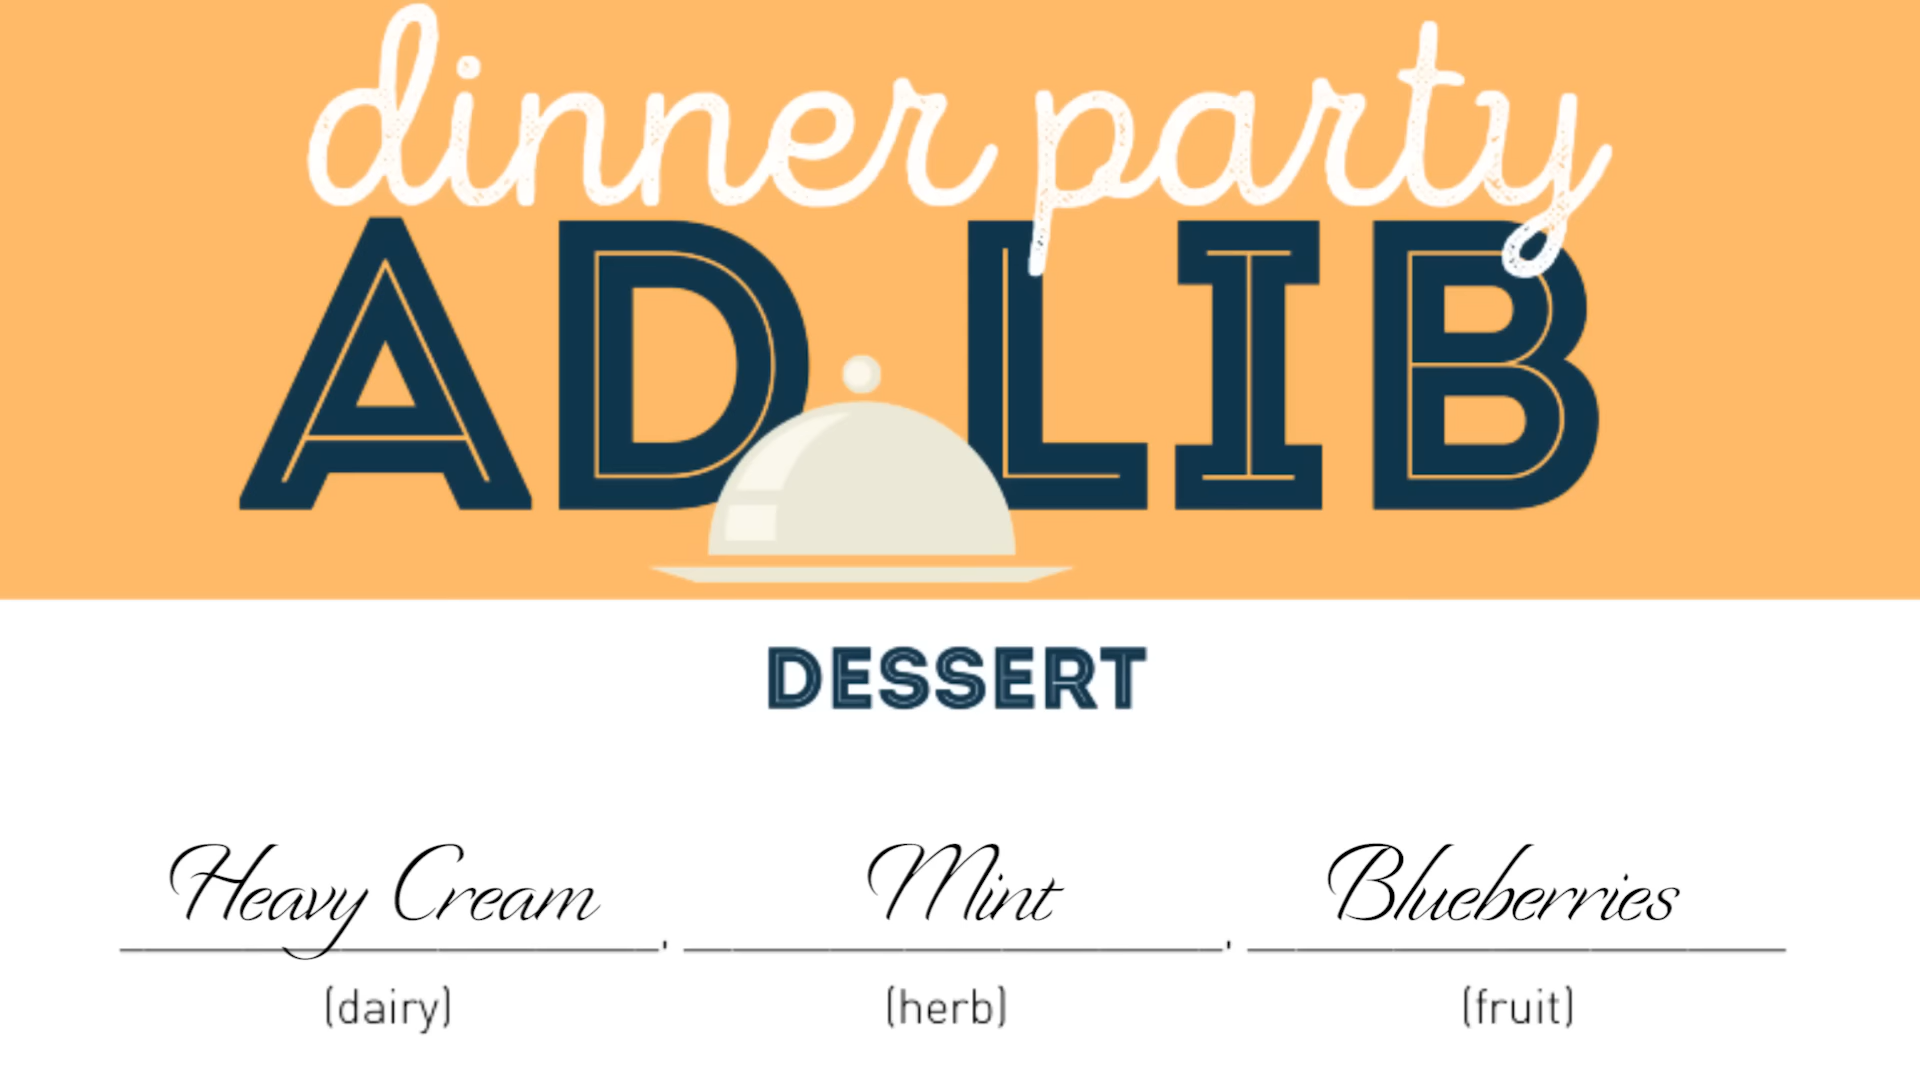 dinner party
AD LIB
DESSERT
Heavy Cream, Mint, Blueberries
(dairy) (herb) (fruit)